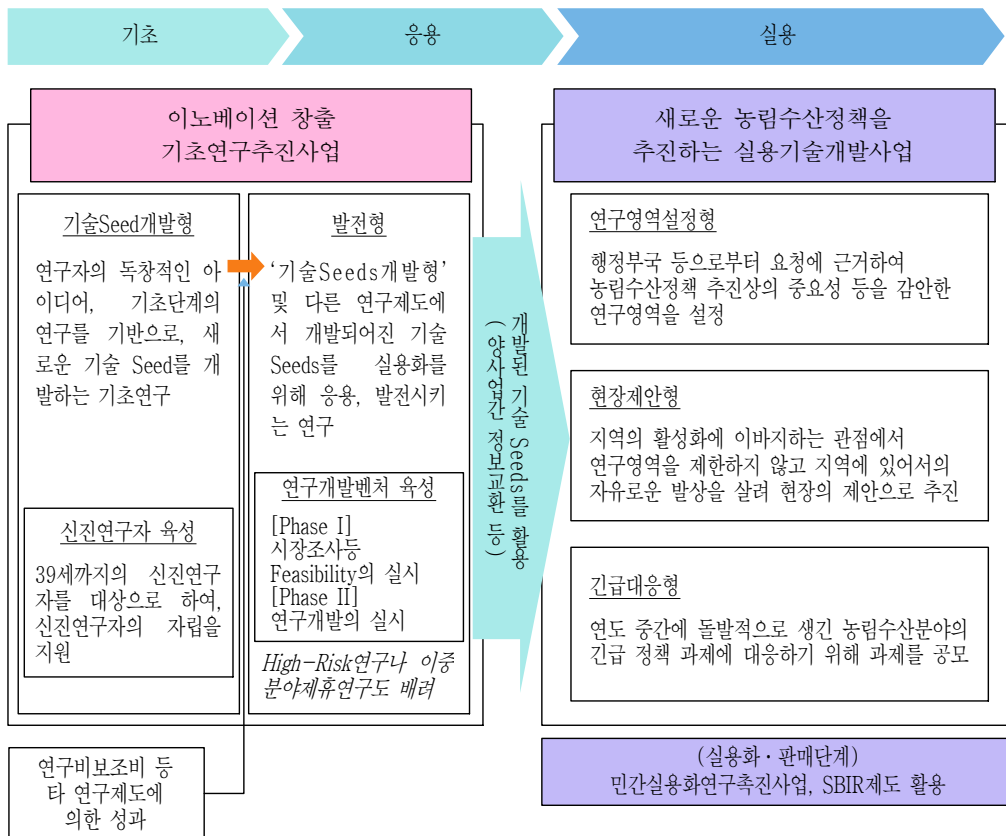 기초
응용
실용
이노베이션 창출
기초연구추진사업
기술Seed개발형
연구자의 독창적인 아
이디어, 기초단계의
연구를 기반으로, 새
로운 기술 Seed를 개
발하는 기초연구
신진연구자 육성
39세까지의 신진연구
자를 대상으로 하여,
신진연구자의 자립을
지원
발전형
‘기술Seeds개발형’
및 다른 연구제도에
서 개발되어진 기술
Seeds를 실용화를
위해 응용, 발전시키
는 연구
연구개발벤처 육성
[Phase I]
시장조사등
Feasibility의 실시
[Phase II]
연구개발의 실시
High-Risk연구나 이중
분야제휴연구도 배려
연구비보조비 등
타 연구제도에
의한 성과
개발된 기술 Seeds를 활용
(양사업간 정보교환 등)
새로운 농림수산정책을
추진하는 실용기술개발사업
연구영역설정형
행정부국 등으로부터 요청에 근거하여
농림수산정책 추진상의 중요성 등을 감안한
연구영역을 설정
현장제안형
지역의 활성화에 이바지하는 관점에서
연구영역을 제한하지 않고 지역에 있어서의
자유로운 발상을 살려 현장의 제안으로 추진
긴급대응형
연도 중간에 돌발적으로 생긴 농림수산분야의
긴급 정책 과제에 대응하기 위해 과제를 공모
(실용화·판매단계)
민간실용화연구촉진사업, SBIR제도 활용